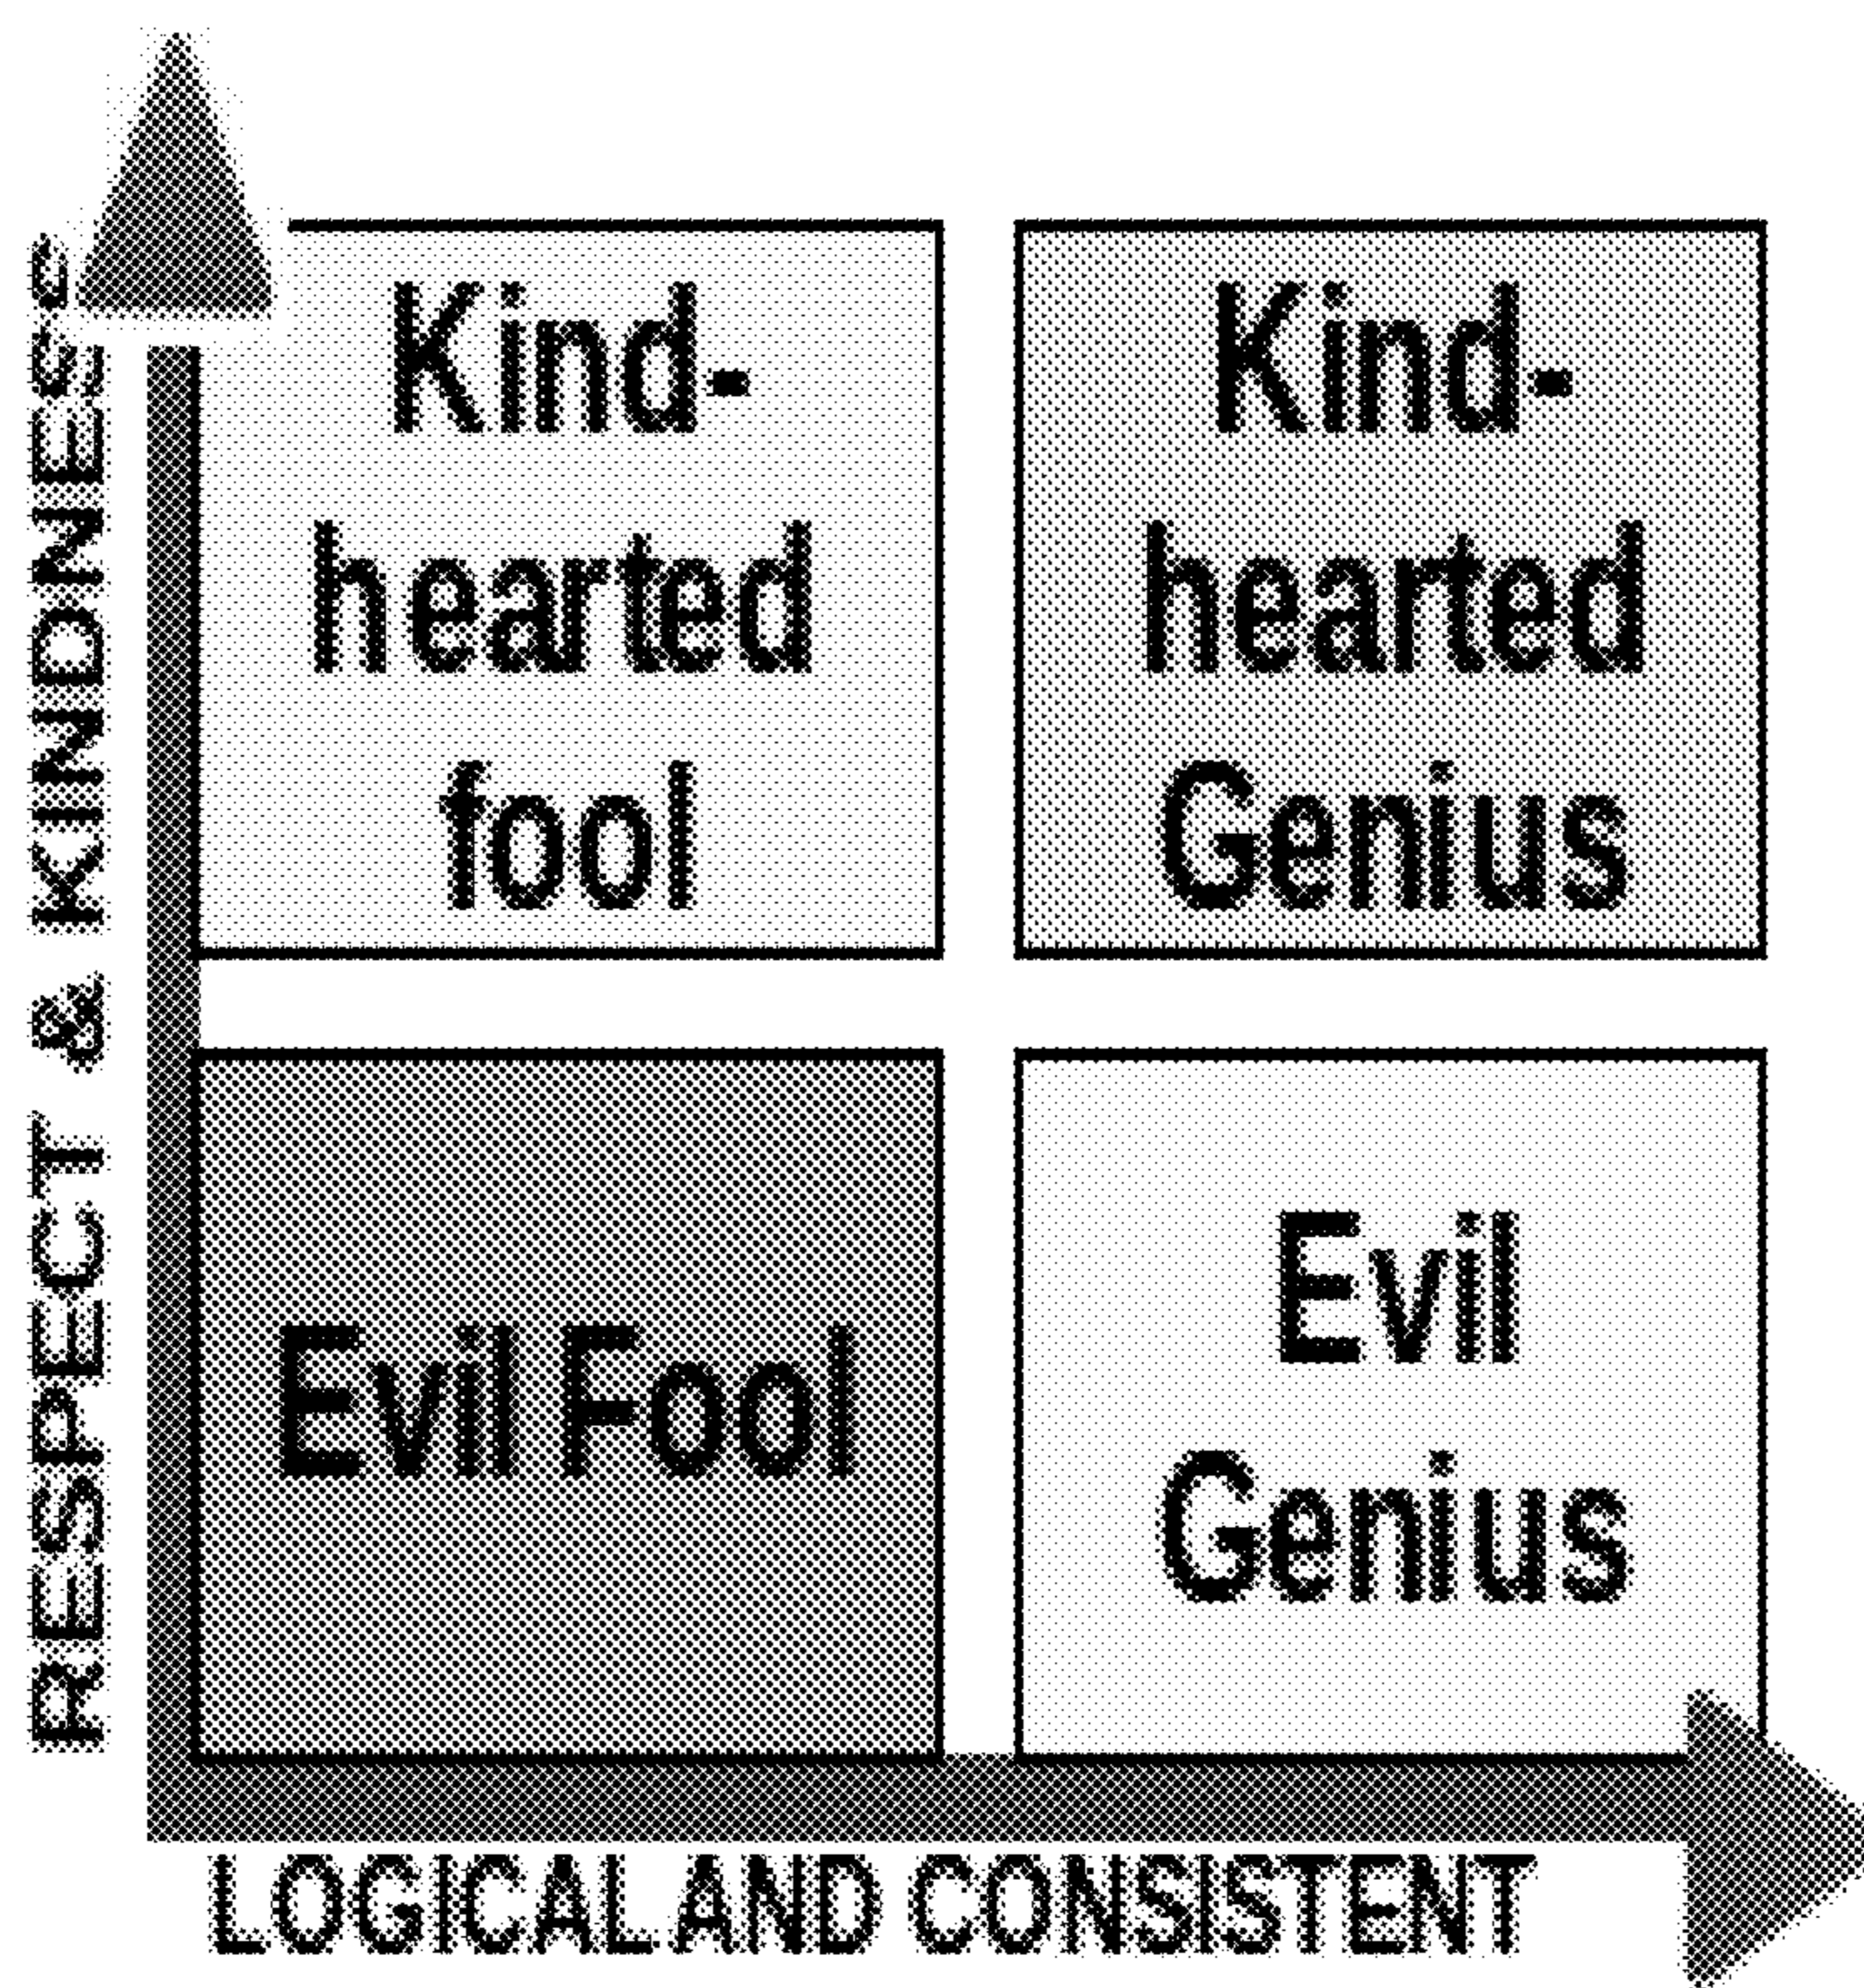 RESPECT & KINDNESS
Kind-
hearted
fool
Kind-
hearted
Genius
Evil Fool
Evil
Genius
LOGICAL AND CONSISTENT